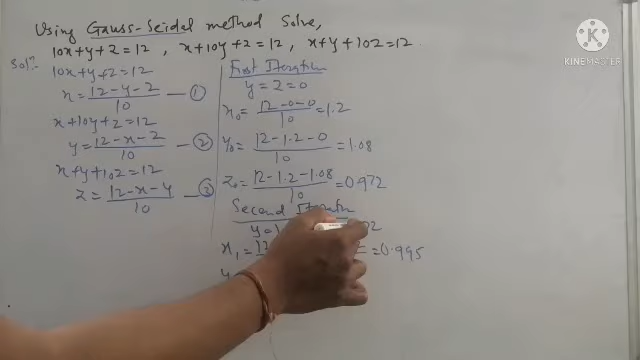 Using Gauss-Seidel method Solve,
10x+y+z=12, x+10y+z=12, x+y+10z=12.
Sol?-
10x+y+z=12
x = 12-y-z / 10 — ①
x+10y+z=12
y = 12-x-z / 10 — ②
x+y+10z=12
z = 12-x-y / 10 — ③
First Iteration
y=z=0
x0 = 12-0-0 / 10 = 1.2
y0 = 12-1.2-0 / 10 = 1.08
z0 = 12-1.2-1.08 / 10 = 0.972
Second
x1 = =0.995
KINEMASTER